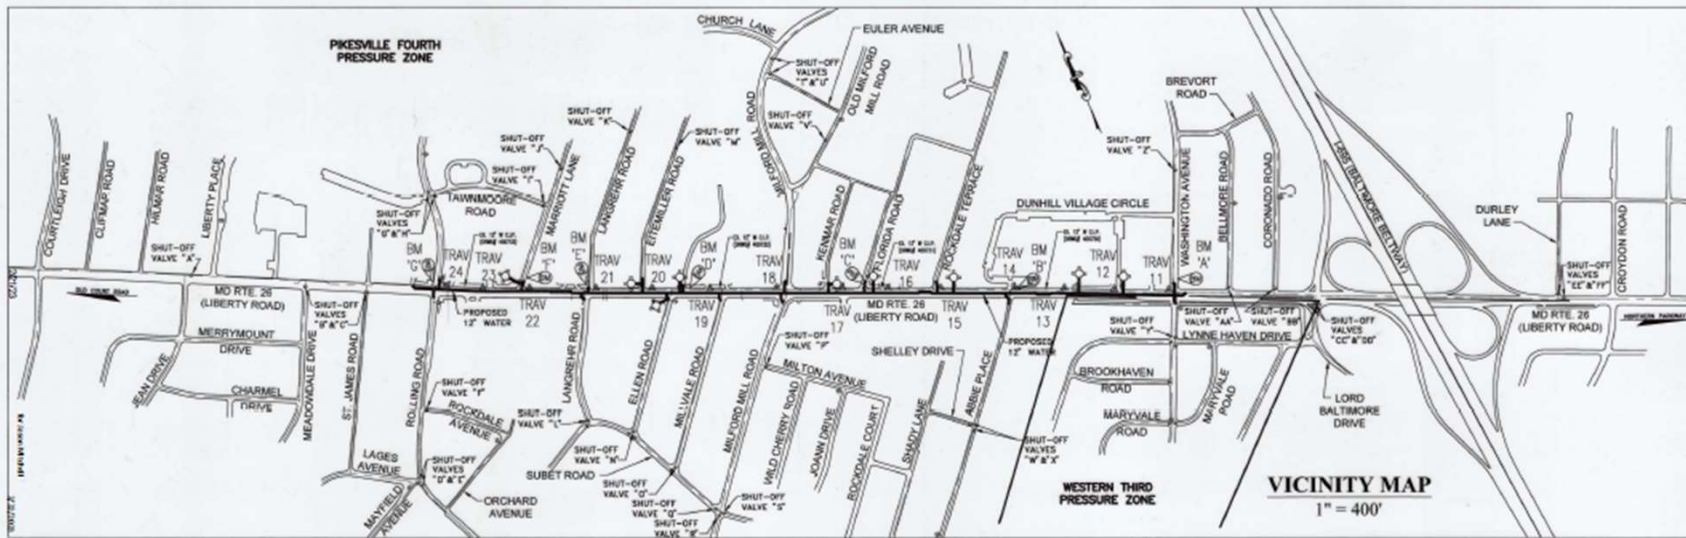 PIKESVILLE FOURTH
PRESSURE ZONE
CHURCH LANE
EULER AVENUE
SHUT-OFF
VALVES
"T"&"U"
OLD MILFORD
MILL ROAD
MILFORD MILL ROAD
SHUT-OFF
VALVE "V"
BREVORT
ROAD
SHUT-OFF
VALVE "K"
SHUT-OFF
VALVE "J"
SHUT-OFF
VALVE "M"
SHUT-OFF
VALVE "I"
SHUT-OFF
VALVE "Z"
I-695 (BALTIMORE BELTWAY)
COURTLEIGH DRIVE
CLIFMAR ROAD
HILMAR ROAD
LIBERTY PLACE
SHUT-OFF
VALVE "A"
TAWNMOORE
ROAD
SHUT-OFF
VALVES
"G"&"H"
MARRIOTT LANE
LANGREHR ROAD
EITEMILLER ROAD
KENMAR ROAD
FLORIDA ROAD
ROCKDALE TERRACE
DUNHILL VILLAGE CIRCLE
WASHINGTON AVENUE
BELLMORE ROAD
CORONADO ROAD
DURLEY
LANE
CROYDON ROAD
SHUT-OFF
VALVES
"EE"&"FF"
BM
'G'
TRAV
24
TRAV
23
BM
'F'
BM
'E'
TRAV
21
TRAV
20
BM
'D'
TRAV
18
BM
'C'
TRAV
16
TRAV
14
BM
'B'
TRAV
12
TRAV
11
BM
'A'
OLD COURT ROAD
MD RTE. 26
(LIBERTY ROAD)
SHUT-OFF
VALVES
"B"&"C"
PROPOSED
12" WATER
TRAV
22
TRAV
19
TRAV
17
MD RTE. 26
(LIBERTY ROAD)
TRAV
15
PROPOSED
12" WATER
TRAV
13
SHUT-OFF
VALVE "Y"
SHUT-OFF
VALVE "AA"
SHUT-OFF
VALVE "BB"
SHUT-OFF
VALVES
"CC"&"DD"
MD RTE. 26
(LIBERTY ROAD)
NORTHERN PARKWAY
MERRYMOUNT
DRIVE
JEAN DRIVE
CHARMEL
DRIVE
MEADOWDALE DRIVE
ST. JAMES ROAD
ROLLING ROAD
SHUT-OFF
VALVE "F"
ROCKDALE
AVENUE
LANGREHR ROAD
ELLEN ROAD
MILLVALE ROAD
MILFORD MILL ROAD
SHUT-OFF
VALVE "P"
MILTON AVENUE
SHELLEY DRIVE
ABBIE PLACE
LYNNE HAVEN DRIVE
BROOKHAVEN
ROAD
MARYVALE
ROAD
MARYVALE
ROAD
LORD
BALTIMORE
DRIVE
SHUT-OFF
VALVE "L"
SHUT-OFF
VALVE "N"
SUBET ROAD
SHUT-OFF
VALVE "O"
SHUT-OFF
VALVE "Q"
SHUT-OFF
VALVE "R"
SHUT-OFF
VALVE "S"
WILD CHERRY ROAD
JOANN DRIVE
ROCKDALE COURT
SHADY LANE
SHUT-OFF
VALVES
"W"&"X"
LAGES
AVENUE
SHUT-OFF
VALVES
"D"&"E"
MAYFIELD
AVENUE
ORCHARD
AVENUE
WESTERN THIRD
PRESSURE ZONE
VICINITY MAP
1" = 400'